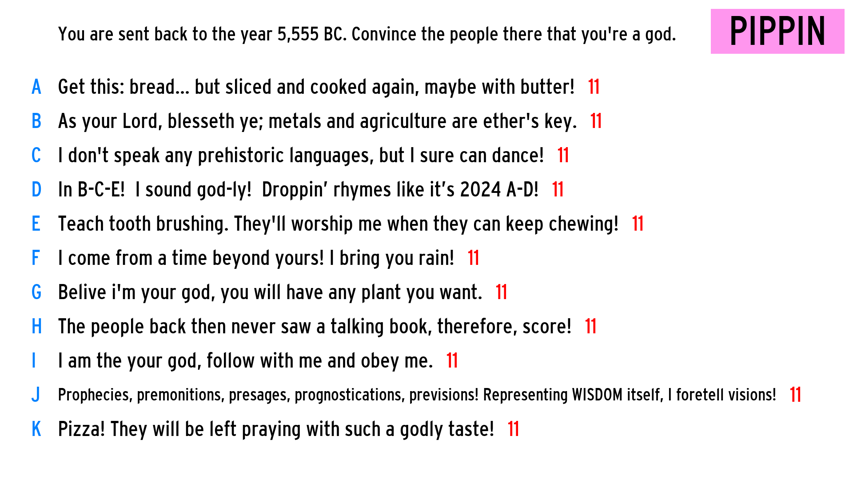 You are sent back to the year 5,555 BC. Convince the people there that you're a god.
PIPPIN
A Get this: bread... but sliced and cooked again, maybe with butter! 11
B As your Lord, blesseth ye; metals and agriculture are ether's key. 11
C I don't speak any prehistoric languages, but I sure can dance! 11
D In B-C-E! I sound god-ly! Droppin’ rhymes like it’s 2024 A-D! 11
E Teach tooth brushing. They'll worship me when they can keep chewing! 11
F I come from a time beyond yours! I bring you rain! 11
G Belive i'm your god, you will have any plant you want. 11
H The people back then never saw a talking book, therefore, score! 11
I I am the your god, follow with me and obey me. 11
J Prophecies, premonitions, presages, prognostications, previsions! Representing WISDOM itself, I foretell visions! 11
K Pizza! They will be left praying with such a godly taste! 11